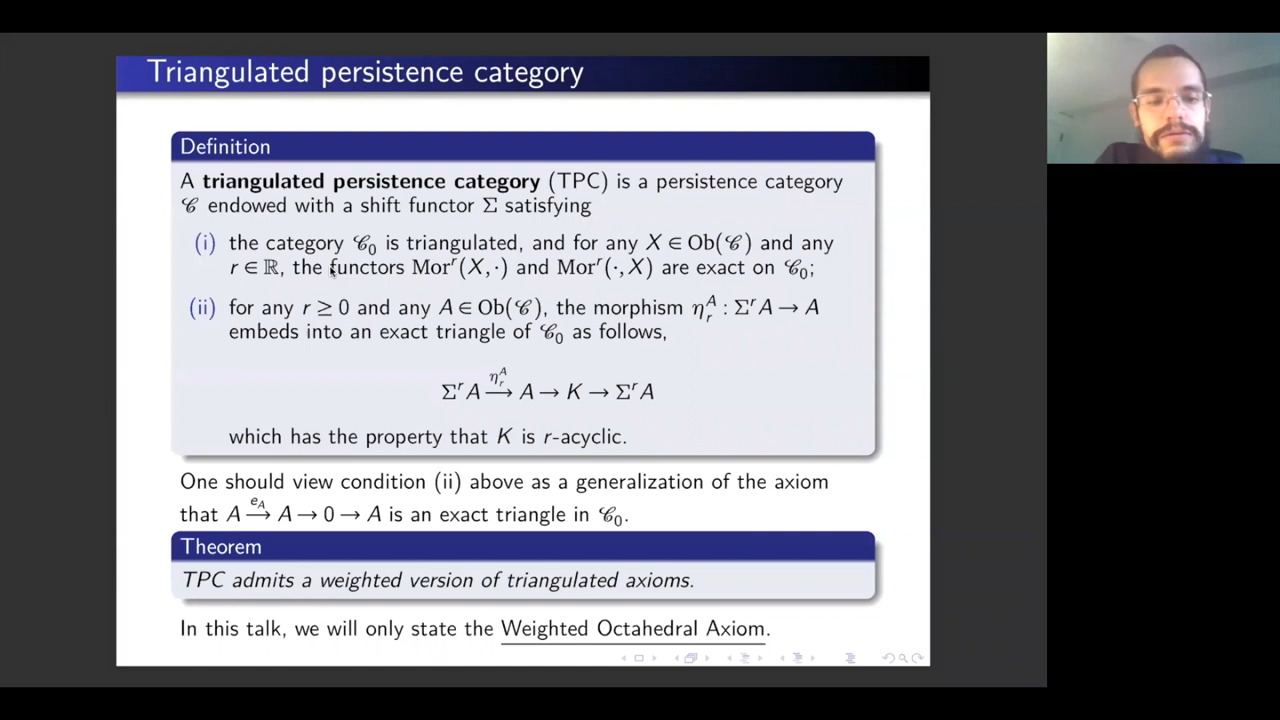 Triangulated persistence category
Definition
A triangulated persistence category (TPC) is a persistence category
𝒞 endowed with a shift functor Σ satisfying
(i) the category 𝒞₀ is triangulated, and for any X ∈ Ob(𝒞) and any
r ∈ ℝ, the functors Morʳ(X, ·) and Morʳ(·, X) are exact on 𝒞₀;
(ii) for any r ≥ 0 and any A ∈ Ob(𝒞), the morphism η_r^A : ΣʳA → A
embeds into an exact triangle of 𝒞₀ as follows,
ΣʳA \xrightarrow{η_r^A} A → K → ΣʳA
which has the property that K is r-acyclic.
One should view condition (ii) above as a generalization of the axiom
that A \xrightarrow{e_A} A → 0 → A is an exact triangle in 𝒞₀.
Theorem
TPC admits a weighted version of triangulated axioms.
In this talk, we will only state the Weighted Octahedral Axiom.